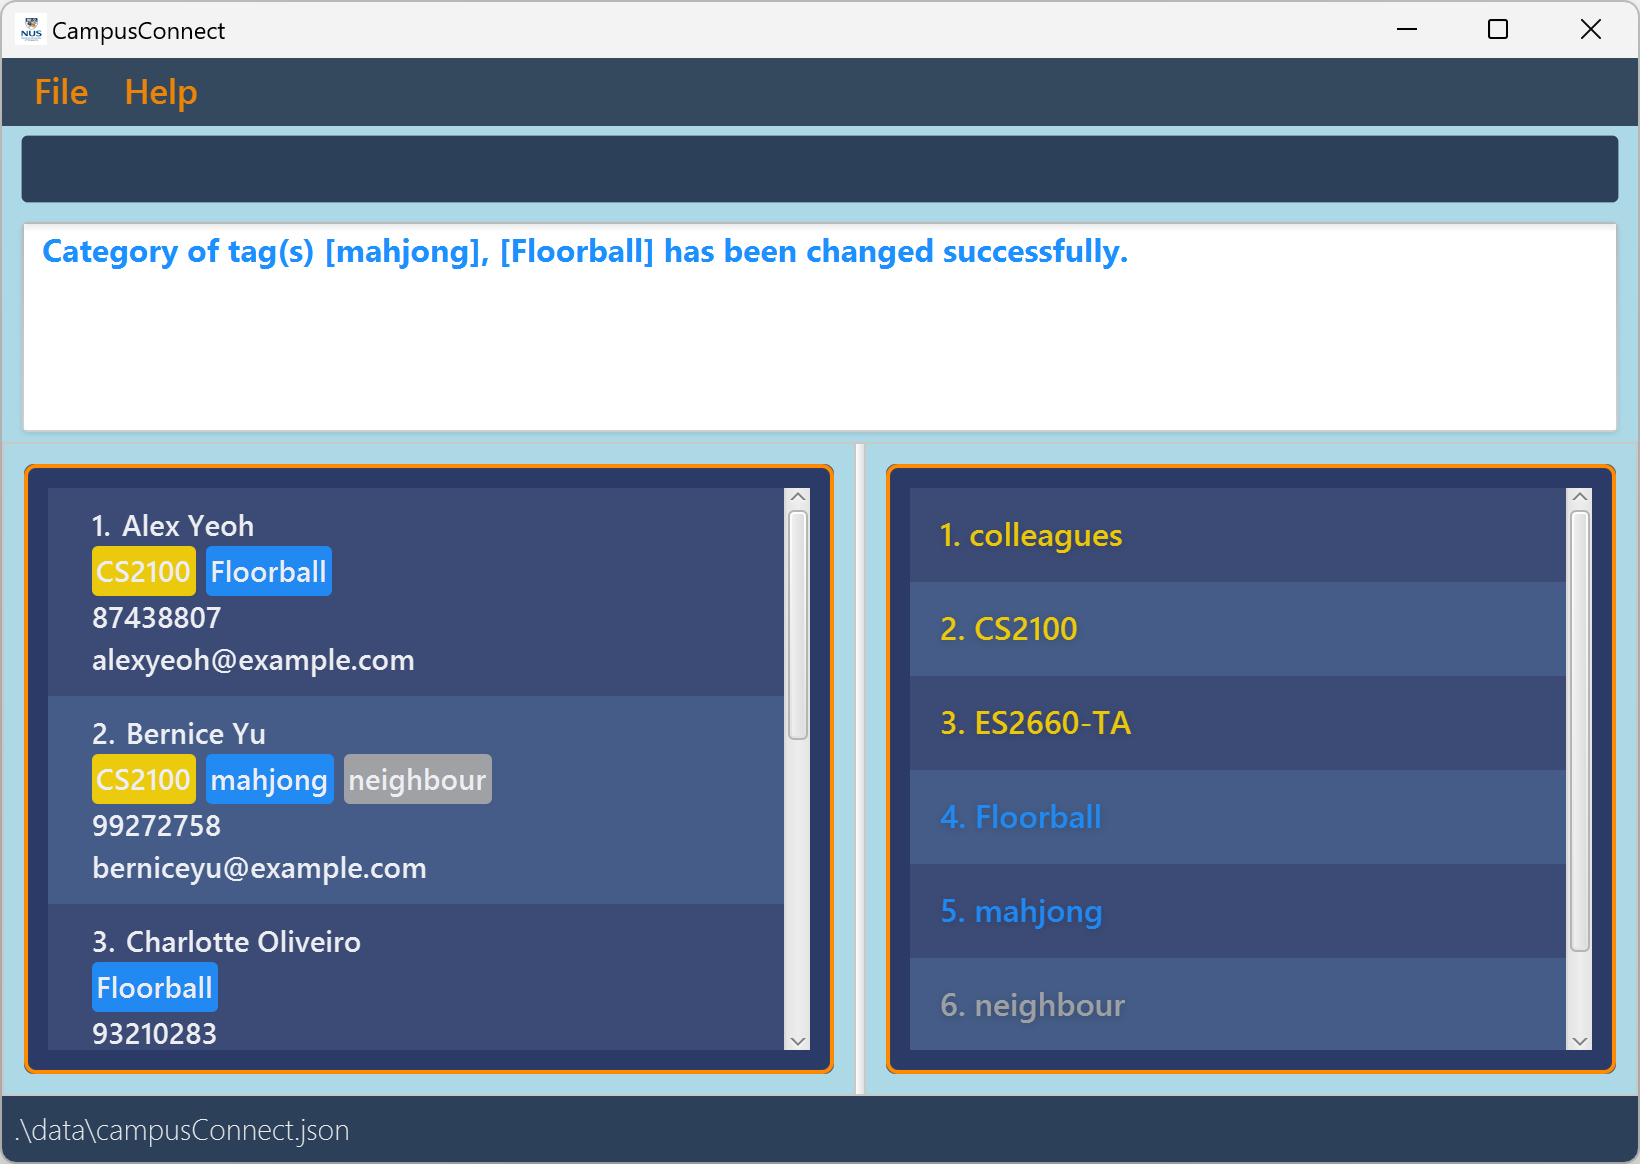 NUS CampusConnect
File Help
Category of tag(s) [mahjong], [Floorball] has been changed successfully.
1. Alex Yeoh
CS2100 Floorball
87438807
alexyeoh@example.com
2. Bernice Yu
CS2100 mahjong neighbour
99272758
berniceyu@example.com
3. Charlotte Oliveiro
Floorball
93210283
1. colleagues
2. CS2100
3. ES2660-TA
4. Floorball
5. mahjong
6. neighbour
.\data\campusConnect.json